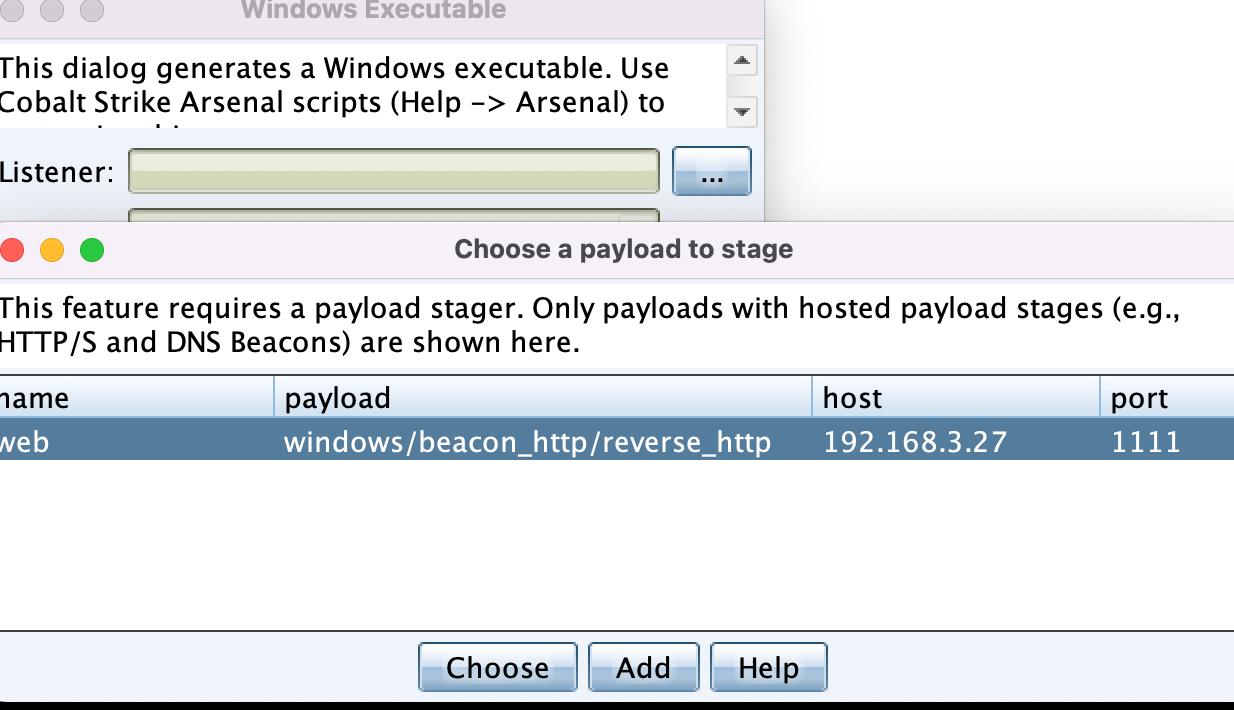 Windows Executable
This dialog generates a Windows executable. Use
Cobalt Strike Arsenal scripts (Help -> Arsenal) to
Listener:
...
Choose a payload to stage
This feature requires a payload stager. Only payloads with hosted payload stages (e.g.,
HTTP/S and DNS Beacons) are shown here.
name payload host port
web windows/beacon_http/reverse_http 192.168.3.27 1111
Choose Add Help